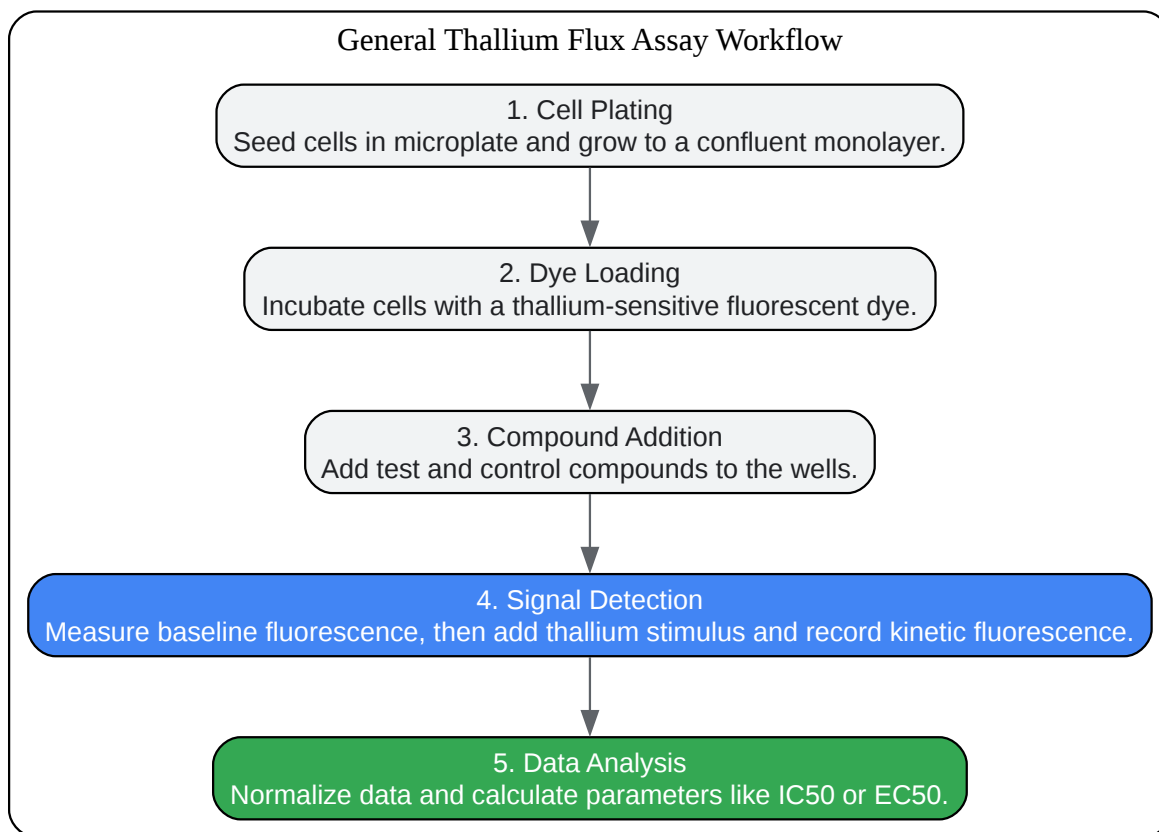 General Thallium Flux Assay Workflow
1. Cell Plating
Seed cells in microplate and grow to a confluent monolayer.
2. Dye Loading
Incubate cells with a thallium-sensitive fluorescent dye.
3. Compound Addition
Add test and control compounds to the wells.
4. Signal Detection
Measure baseline fluorescence, then add thallium stimulus and record kinetic fluorescence.
5. Data Analysis
Normalize data and calculate parameters like IC50 or EC50.